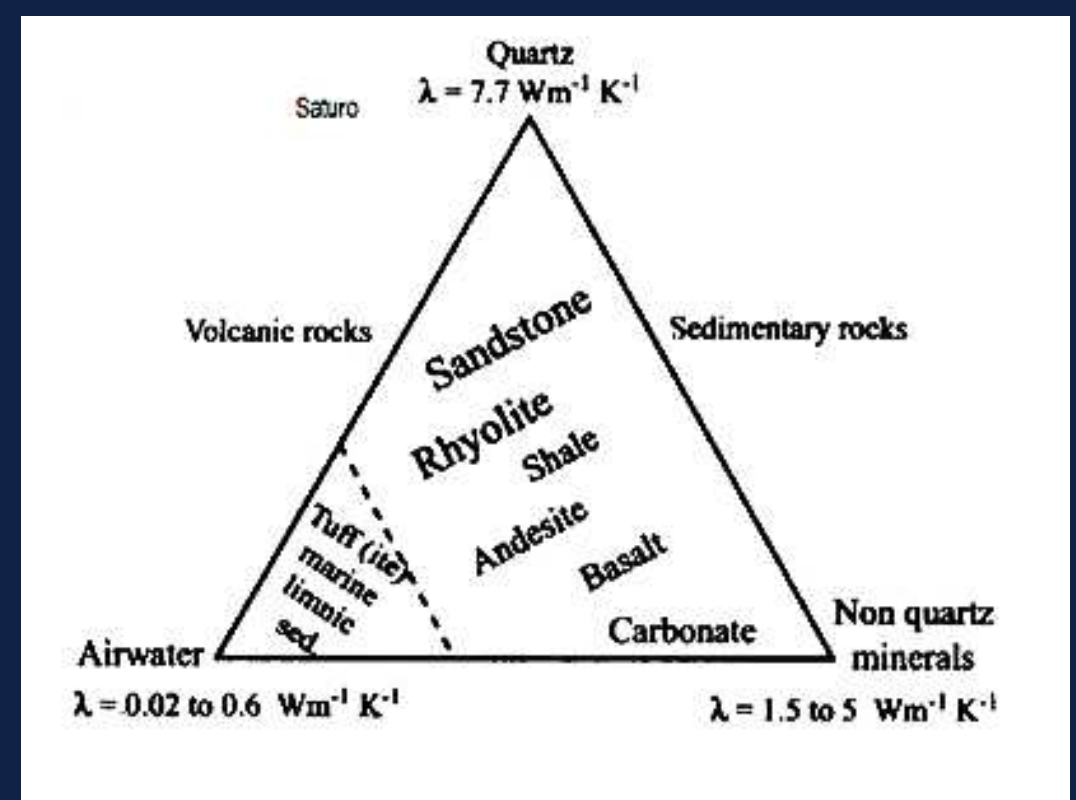 Quartz
λ = 7.7 Wm⁻¹ K⁻¹
Saturo
Volcanic rocks
Sedimentary rocks
Sandstone
Rhyolite
Shale
Andesite
Basalt
Carbonate
Tuff (ite)
marine
limnic
sed.
Airwater
λ = 0.02 to 0.6 Wm⁻¹ K⁻¹
Non quartz
minerals
λ = 1.5 to 5 Wm⁻¹ K⁻¹